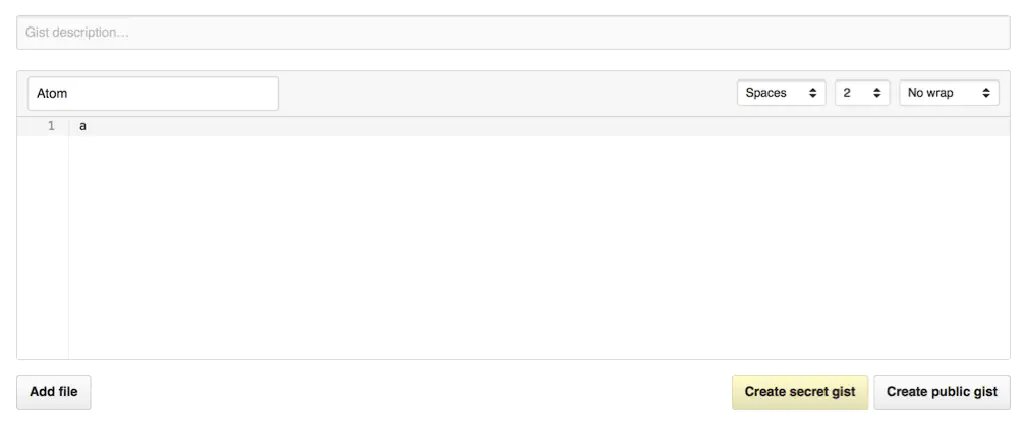 Gist description...
Atom
Spaces
2
No wrap
1
a
Add file
Create secret gist
Create public gist